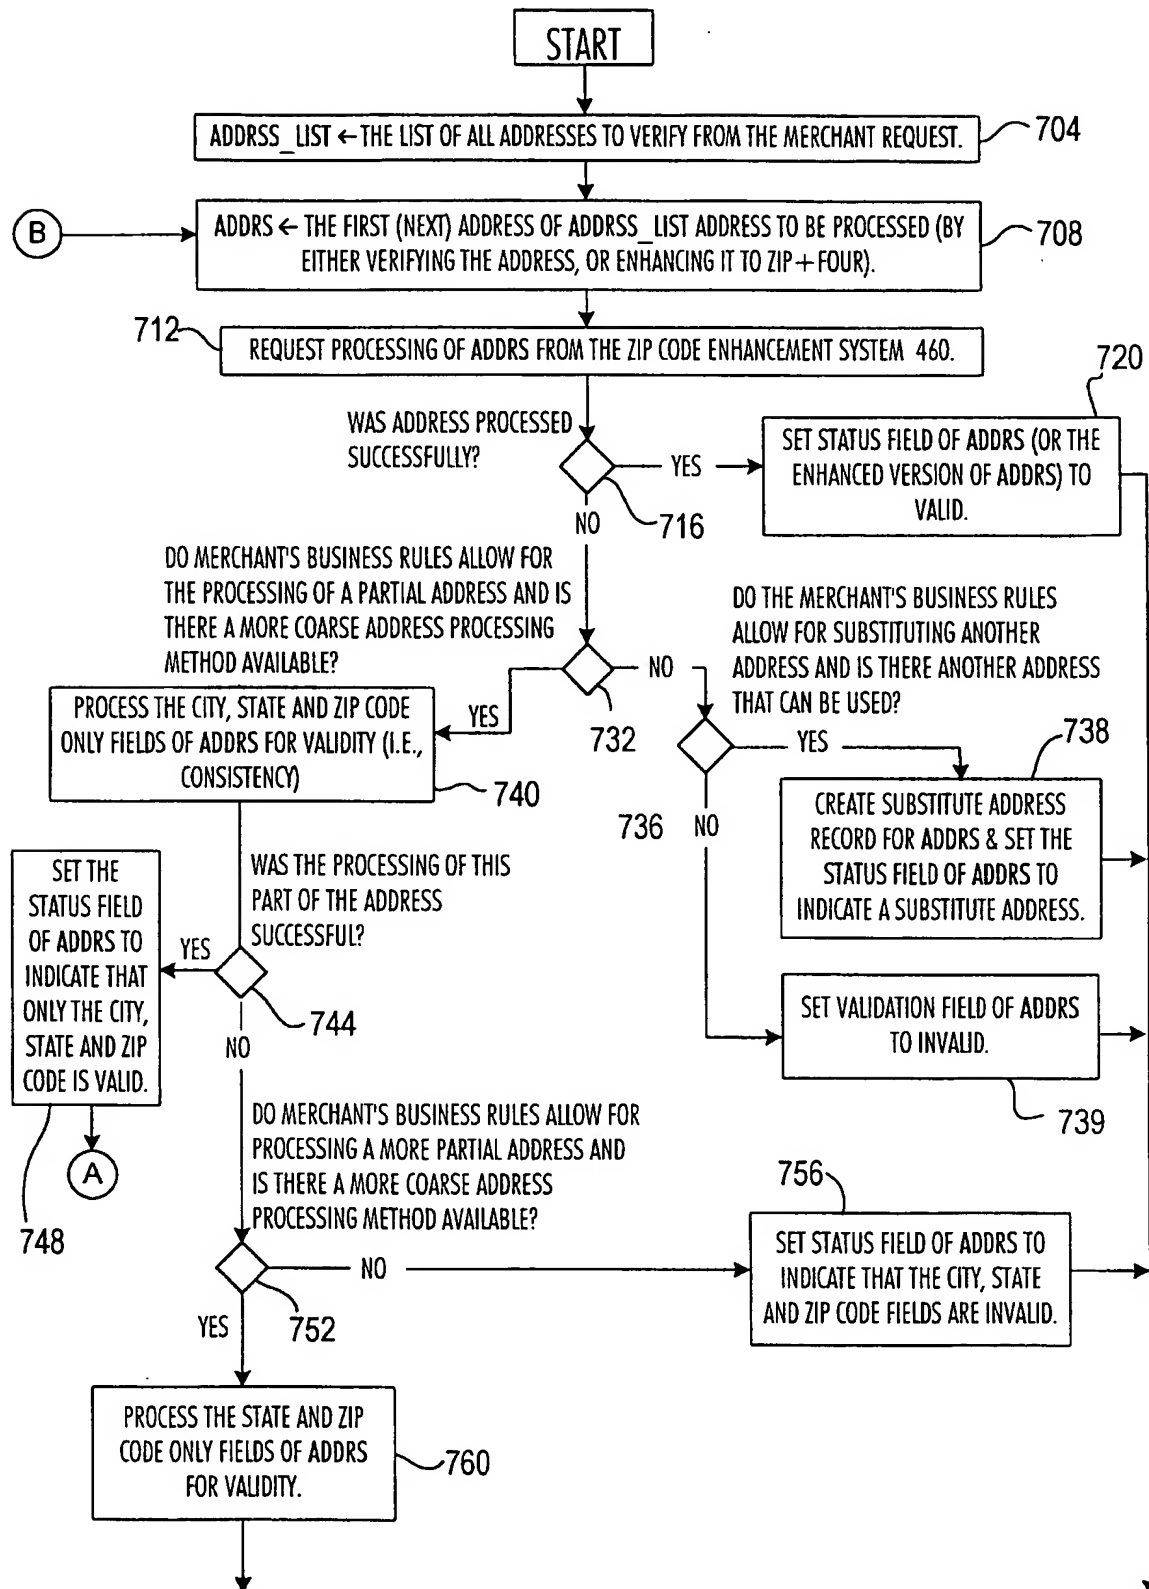 START
ADDRSS_LIST ← THE LIST OF ALL ADDRESSES TO VERIFY FROM THE MERCHANT REQUEST.
704
B
ADDRS ← THE FIRST (NEXT) ADDRESS OF ADDRSS_LIST ADDRESS TO BE PROCESSED (BY
EITHER VERIFYING THE ADDRESS, OR ENHANCING IT TO ZIP+FOUR).
708
712
REQUEST PROCESSING OF ADDRS FROM THE ZIP CODE ENHANCEMENT SYSTEM 460.
WAS ADDRESS PROCESSED
SUCCESSFULLY?
YES
716
NO
720
SET STATUS FIELD OF ADDRS (OR THE
ENHANCED VERSION OF ADDRS) TO
VALID.
DO MERCHANT'S BUSINESS RULES ALLOW FOR
THE PROCESSING OF A PARTIAL ADDRESS AND IS
THERE A MORE COARSE ADDRESS PROCESSING
METHOD AVAILABLE?
NO
732
YES
DO THE MERCHANT'S BUSINESS RULES
ALLOW FOR SUBSTITUTING ANOTHER
ADDRESS AND IS THERE ANOTHER ADDRESS
THAT CAN BE USED?
YES
736
NO
PROCESS THE CITY, STATE AND ZIP CODE
ONLY FIELDS OF ADDRS FOR VALIDITY (I.E.,
CONSISTENCY)
740
738
CREATE SUBSTITUTE ADDRESS
RECORD FOR ADDRS & SET THE
STATUS FIELD OF ADDRS TO
INDICATE A SUBSTITUTE ADDRESS.
SET VALIDATION FIELD OF ADDRS
TO INVALID.
739
WAS THE PROCESSING OF THIS
PART OF THE ADDRESS
SUCCESSFUL?
YES
744
NO
SET THE
STATUS FIELD
OF ADDRS TO
INDICATE THAT
ONLY THE CITY,
STATE AND ZIP
CODE IS VALID.
A
748
DO MERCHANT'S BUSINESS RULES ALLOW FOR
PROCESSING A MORE PARTIAL ADDRESS AND
IS THERE A MORE COARSE ADDRESS
PROCESSING METHOD AVAILABLE?
NO
752
YES
756
SET STATUS FIELD OF ADDRS TO
INDICATE THAT THE CITY, STATE
AND ZIP CODE FIELDS ARE INVALID.
PROCESS THE STATE AND ZIP
CODE ONLY FIELDS OF ADDRS
FOR VALIDITY.
760